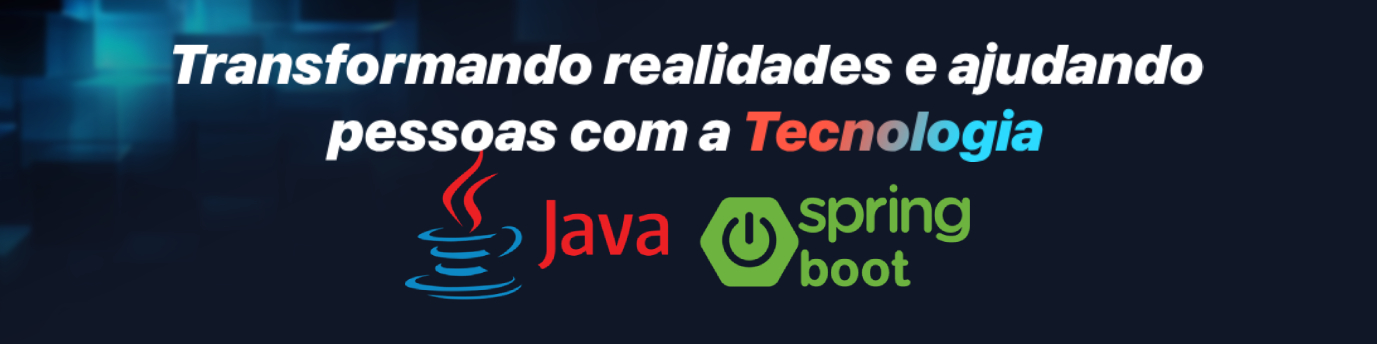 Transformando realidades e ajudando
pessoas com a Tecnologia
Java
spring
boot